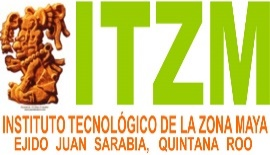 ITZM
INSTITUTO TECNOLÓGICO DE LA ZONA MAYA
EJIDO JUAN SARABIA, QUINTANA ROO